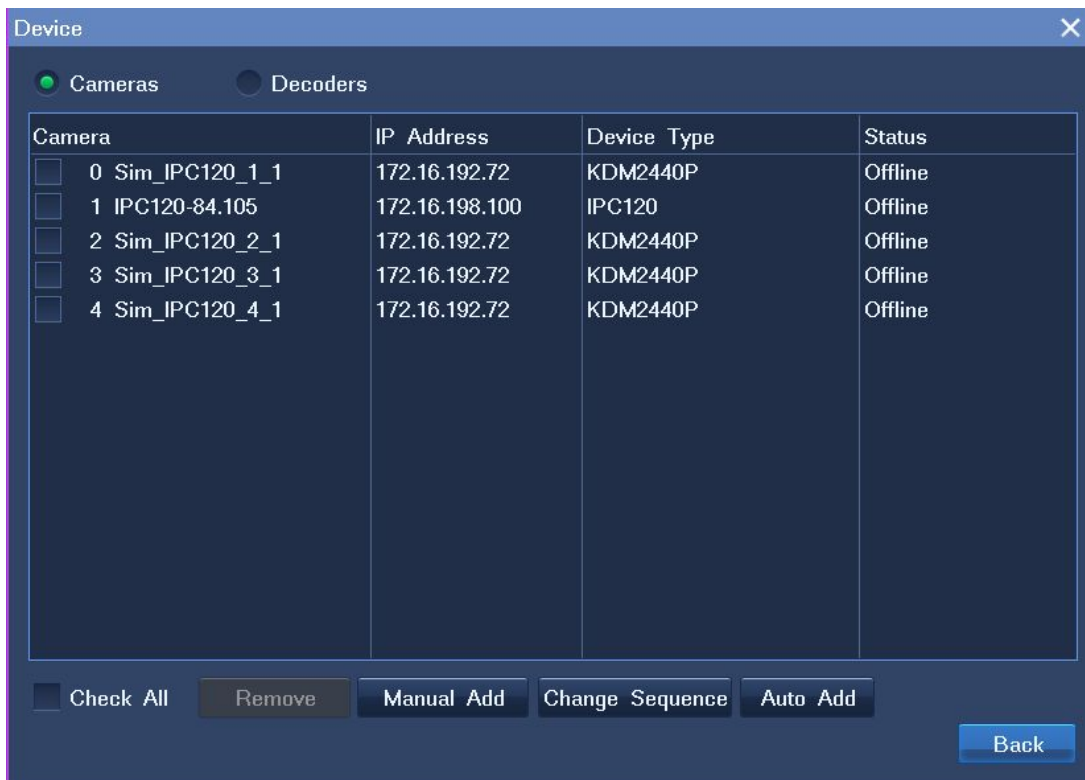 Device
Cameras Decoders
Camera IP Address Device Type Status
0 Sim_IPC120_1_1 172.16.192.72 KDM2440P Offline
1 IPC120-84.105 172.16.198.100 IPC120 Offline
2 Sim_IPC120_2_1 172.16.192.72 KDM2440P Offline
3 Sim_IPC120_3_1 172.16.192.72 KDM2440P Offline
4 Sim_IPC120_4_1 172.16.192.72 KDM2440P Offline
Check All Remove Manual Add Change Sequence Auto Add
Back